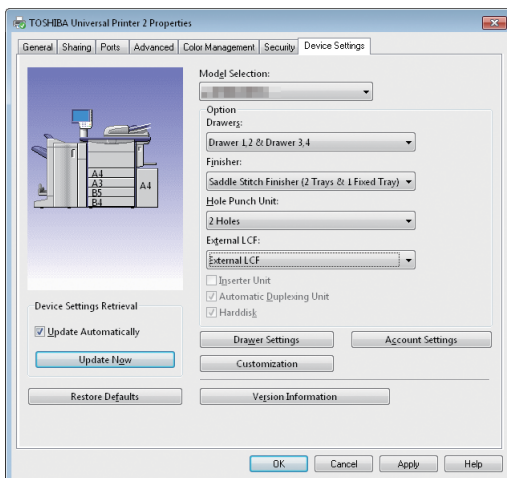 TOSHIBA Universal Printer 2 Properties
General Sharing Ports Advanced Color Management Security Device Settings
Model Selection:
Option
Drawers:
Drawer 1,2 & Drawer 3,4
Finisher:
Saddle Stitch Finisher (2 Trays & 1 Fixed Tray)
Hole Punch Unit:
2 Holes
External LCF:
External LCF
Inserter Unit
Automatic Duplexing Unit
Harddisk
A4
A3
B5
B4
A4
Device Settings Retrieval
Update Automatically
Update Now
Drawer Settings Account Settings
Customization
Restore Defaults Version Information
OK Cancel Apply Help